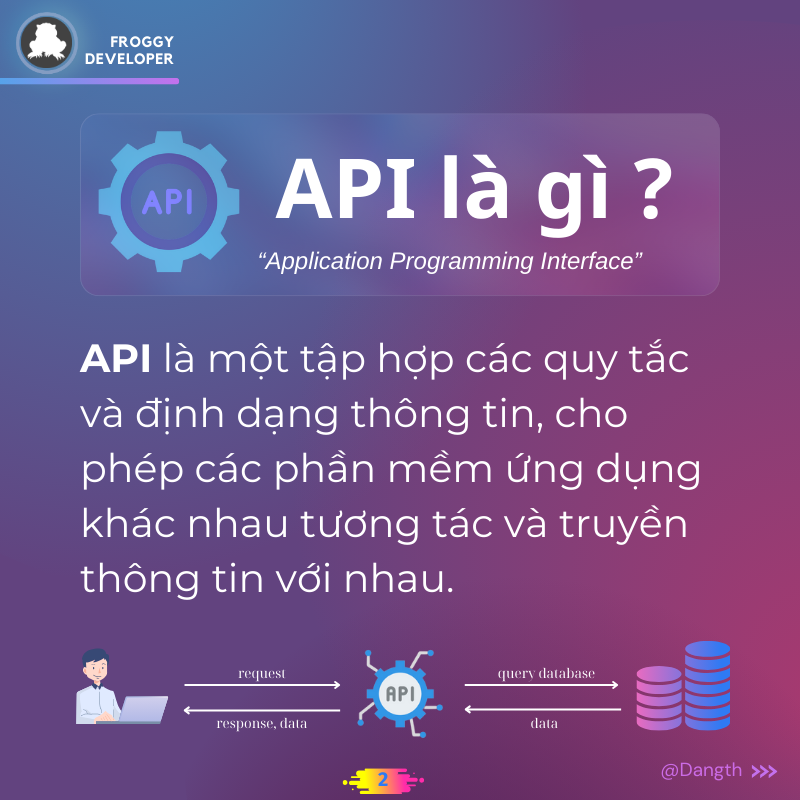 FROGGY
DEVELOPER
API
API là gì ?
“Application Programming Interface”
API là một tập hợp các quy tắc
và định dạng thông tin, cho
phép các phần mềm ứng dụng
khác nhau tương tác và truyền
thông tin với nhau.
request
response, data
API
query database
data
2
@Dangth